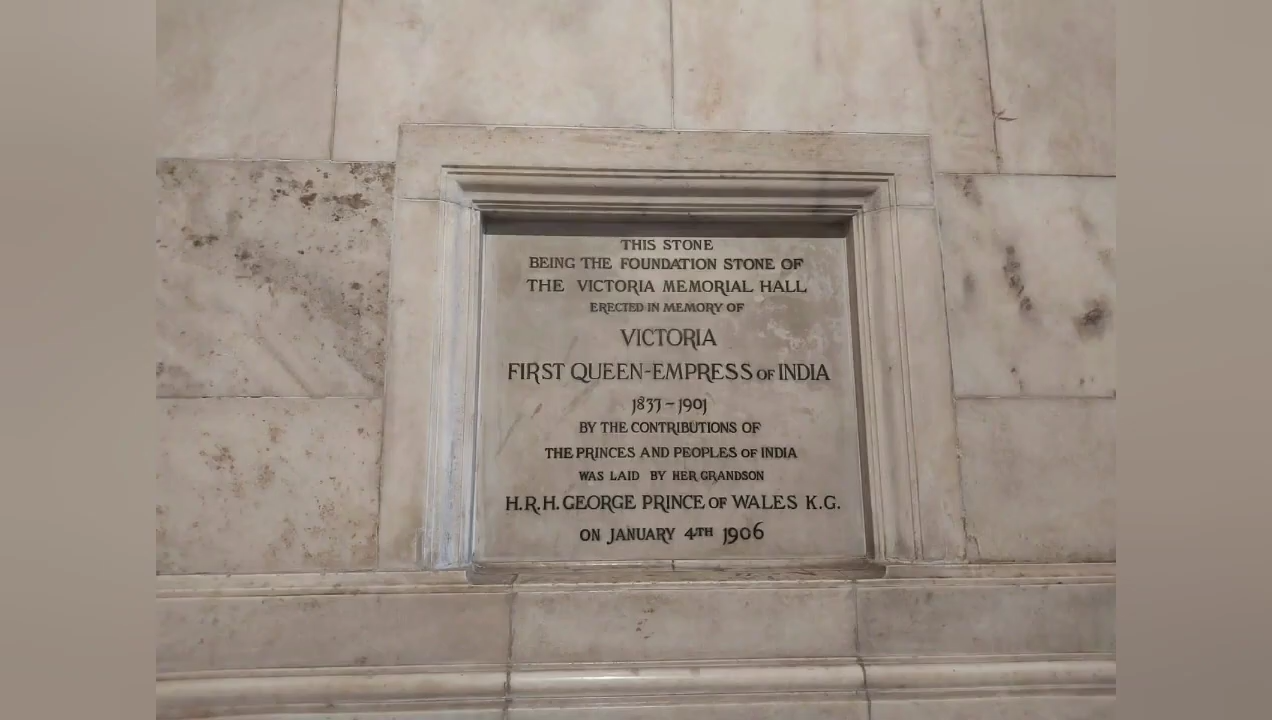 THIS STONE
BEING THE FOUNDATION STONE OF
THE VICTORIA MEMORIAL HALL
ERECTED IN MEMORY OF
VICTORIA
FIRST QUEEN-EMPRESS OF INDIA
1837-1901
BY THE CONTRIBUTIONS OF
THE PRINCES AND PEOPLES OF INDIA
WAS LAID BY HER GRANDSON
H.R.H. GEORGE PRINCE OF WALES K.G.
ON JANUARY 4TH 1906